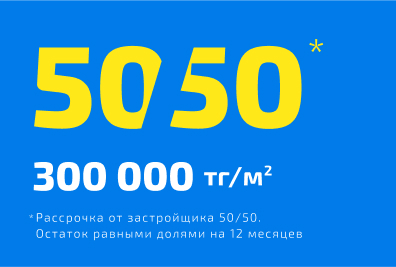 50/50*
300 000 тг/м²
*Рассрочка от застройщика 50/50.
Остаток равными долями на 12 месяцев